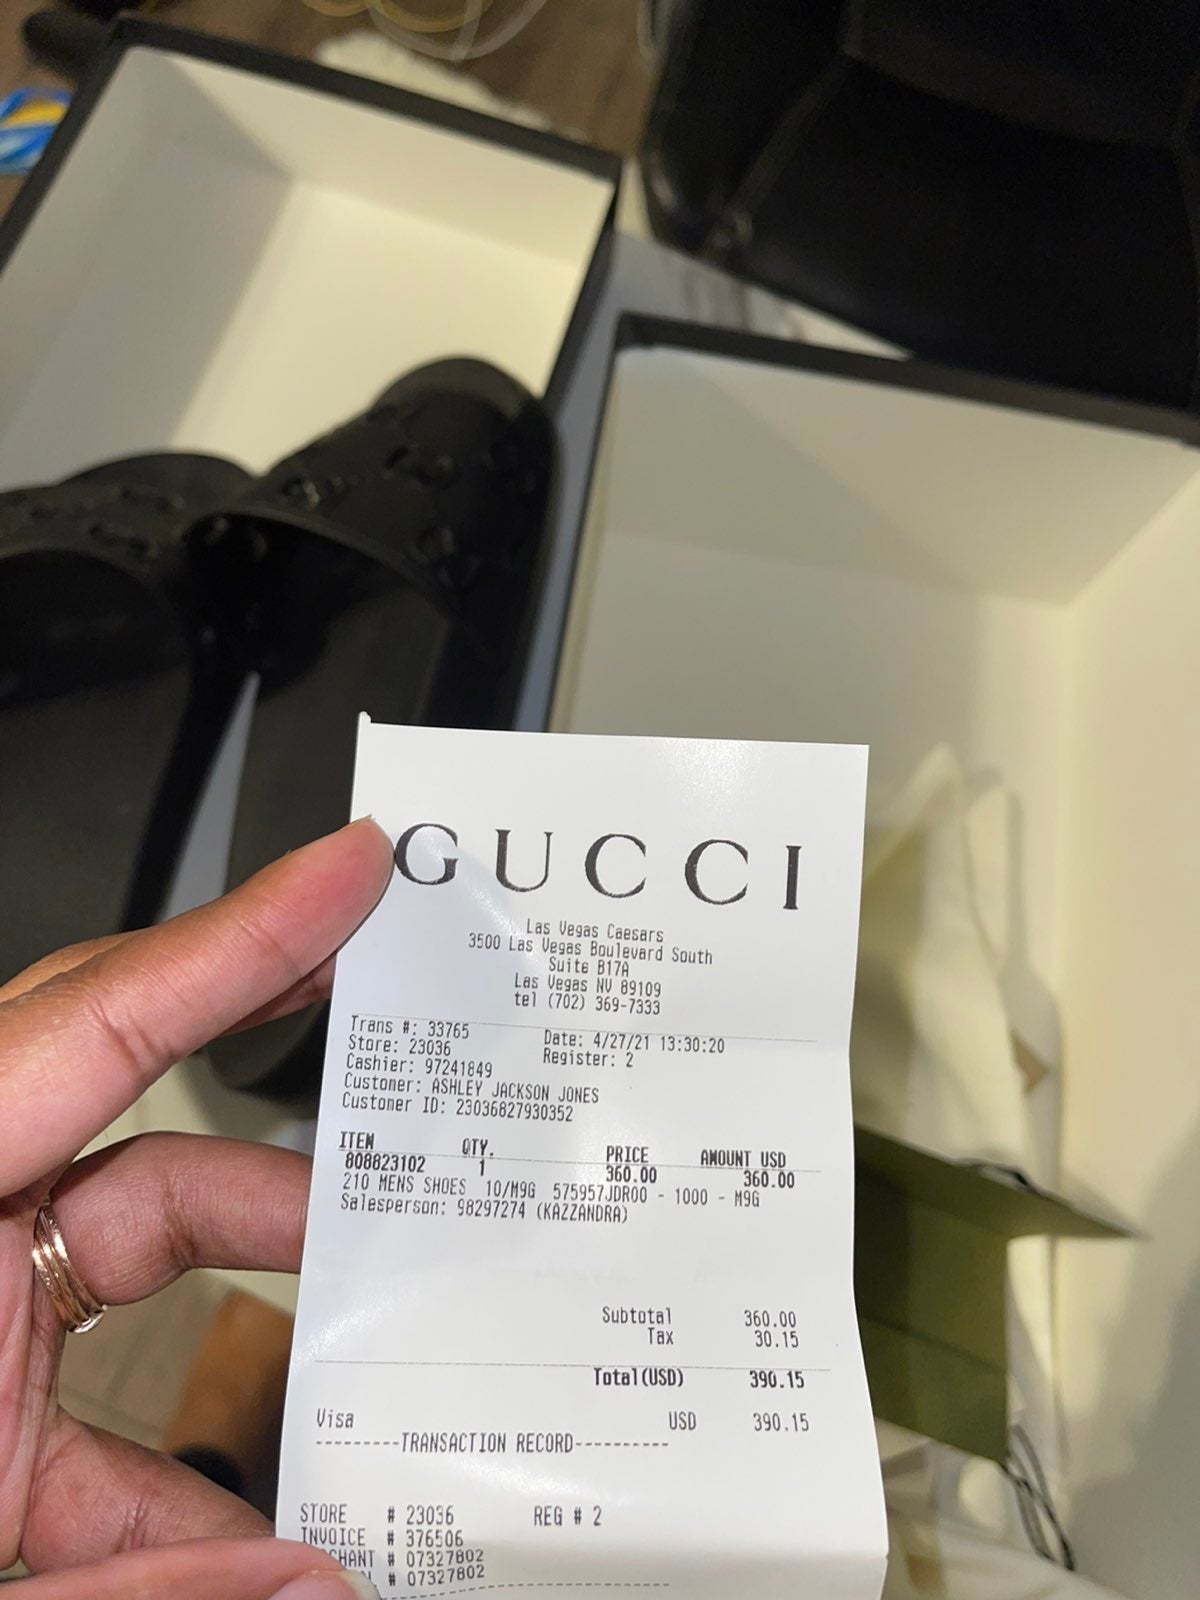 GUCCI
Las Vegas Caesars
3500 Las Vegas Boulevard South
Suite B17A
Las Vegas NV 89109
tel (702) 369-7333
Trans #: 33765 Date: 4/27/21 13:30:20
Store: 23036 Register: 2
Cashier: 97241849
Customer: ASHLEY JACKSON JONES
Customer ID: 23036827930352
ITEM QTY. PRICE AMOUNT USD
808823102 1 360.00 360.00
210 MENS SHOES 10/M9G 575957JDR00 - 1000 - M9G
Salesperson: 98297274 (KAZZANDRA)
Subtotal 360.00
Tax 30.15
Total(USD) 390.15
Visa USD 390.15
---------TRANSACTION RECORD----------
STORE # 23036 REG # 2
INVOICE # 376506
CHANT # 07327802
# 07327802